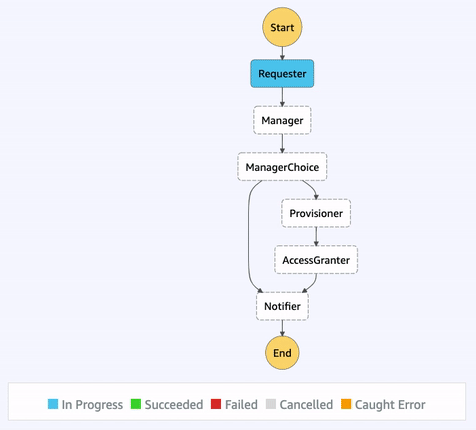 Start
Requester
Manager
ManagerChoice
Provisioner
AccessGranter
Notifier
End
In Progress Succeeded Failed Cancelled Caught Error